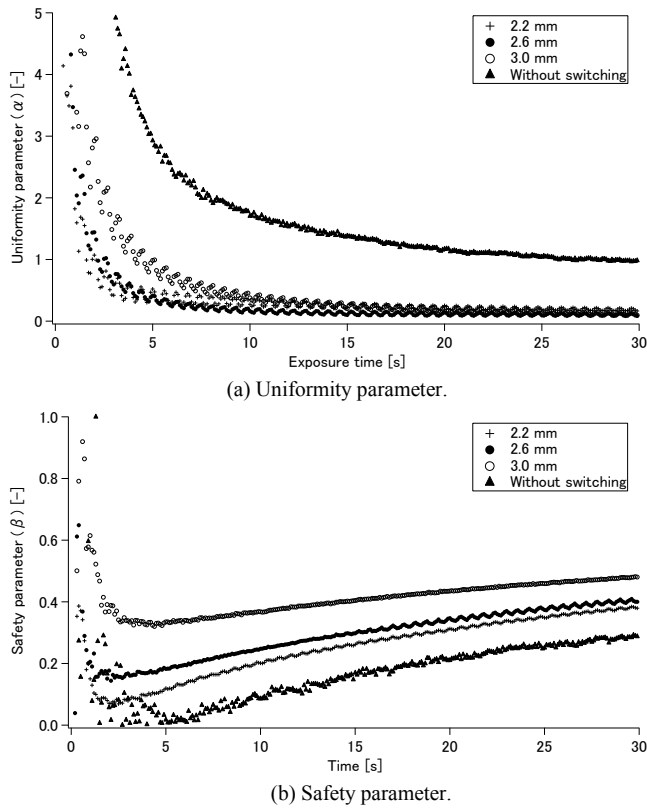 5
4
3
2
1
0
Uniformity parameter (α) [-]
2.2 mm
2.6 mm
3.0 mm
Without switching
0 5 10 15 20 25 30
Exposure time [s]
(a) Uniformity parameter.
1.0
0.8
0.6
0.4
0.2
0.0
Safety parameter (β) [-]
2.2 mm
2.6 mm
3.0 mm
Without switching
0 5 10 15 20 25 30
Time [s]
(b) Safety parameter.